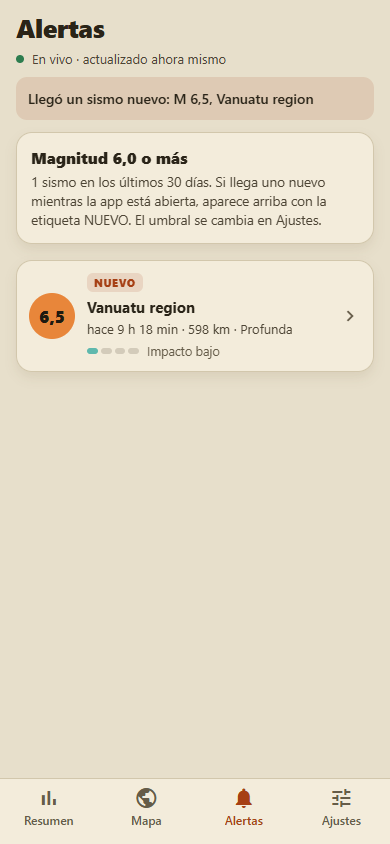 Alertas
En vivo · actualizado ahora mismo
Llegó un sismo nuevo: M 6,5, Vanuatu region
Magnitud 6,0 o más
1 sismo en los últimos 30 días. Si llega uno nuevo
mientras la app está abierta, aparece arriba con la
etiqueta NUEVO. El umbral se cambia en Ajustes.
NUEVO
6,5
Vanuatu region
hace 9 h 18 min · 598 km · Profunda
Impacto bajo
Resumen
Mapa
Alertas
Ajustes